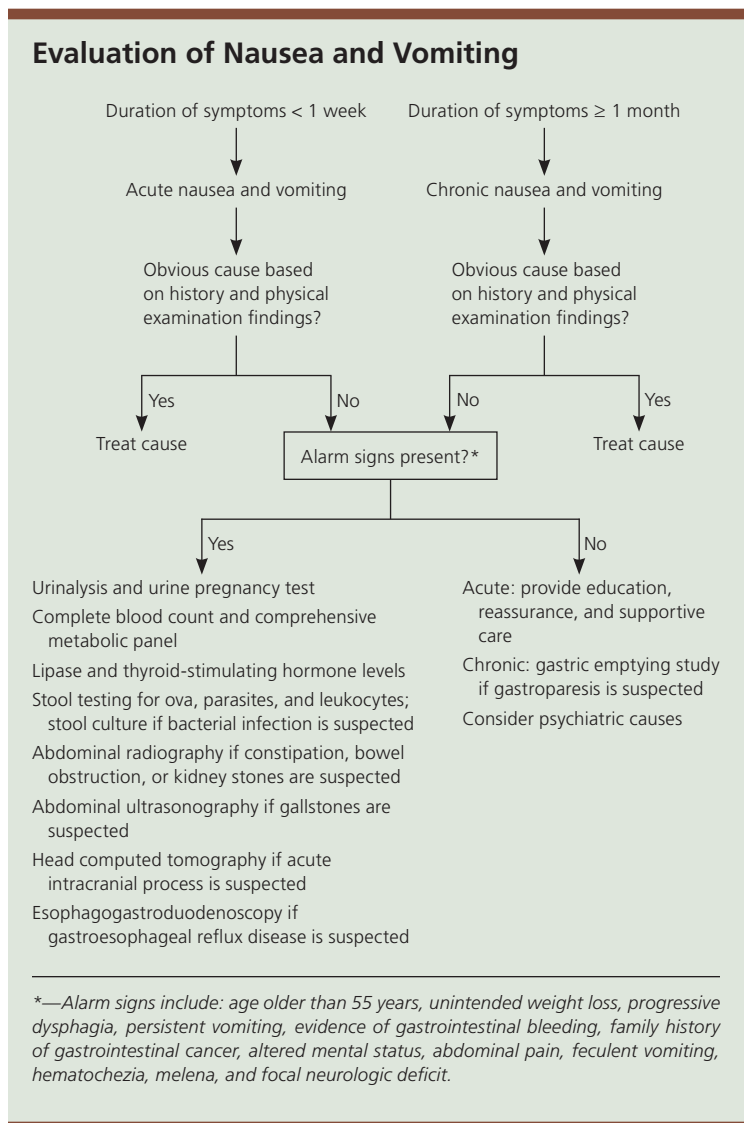 Evaluation of Nausea and Vomiting
Duration of symptoms < 1 week
Duration of symptoms ≥ 1 month
Acute nausea and vomiting
Chronic nausea and vomiting
Obvious cause based
on history and physical
examination findings?
Obvious cause based
on history and physical
examination findings?
Yes
No
No
Yes
Treat cause
Alarm signs present?*
Treat cause
Yes
No
Urinalysis and urine pregnancy test
Complete blood count and comprehensive
metabolic panel
Lipase and thyroid-stimulating hormone levels
Stool testing for ova, parasites, and leukocytes;
stool culture if bacterial infection is suspected
Abdominal radiography if constipation, bowel
obstruction, or kidney stones are suspected
Abdominal ultrasonography if gallstones are
suspected
Head computed tomography if acute
intracranial process is suspected
Esophagogastroduodenoscopy if
gastroesophageal reflux disease is suspected
Acute: provide education,
reassurance, and supportive
care
Chronic: gastric emptying study
if gastroparesis is suspected
Consider psychiatric causes
*—Alarm signs include: age older than 55 years, unintended weight loss, progressive
dysphagia, persistent vomiting, evidence of gastrointestinal bleeding, family history
of gastrointestinal cancer, altered mental status, abdominal pain, feculent vomiting,
hematochezia, melena, and focal neurologic deficit.